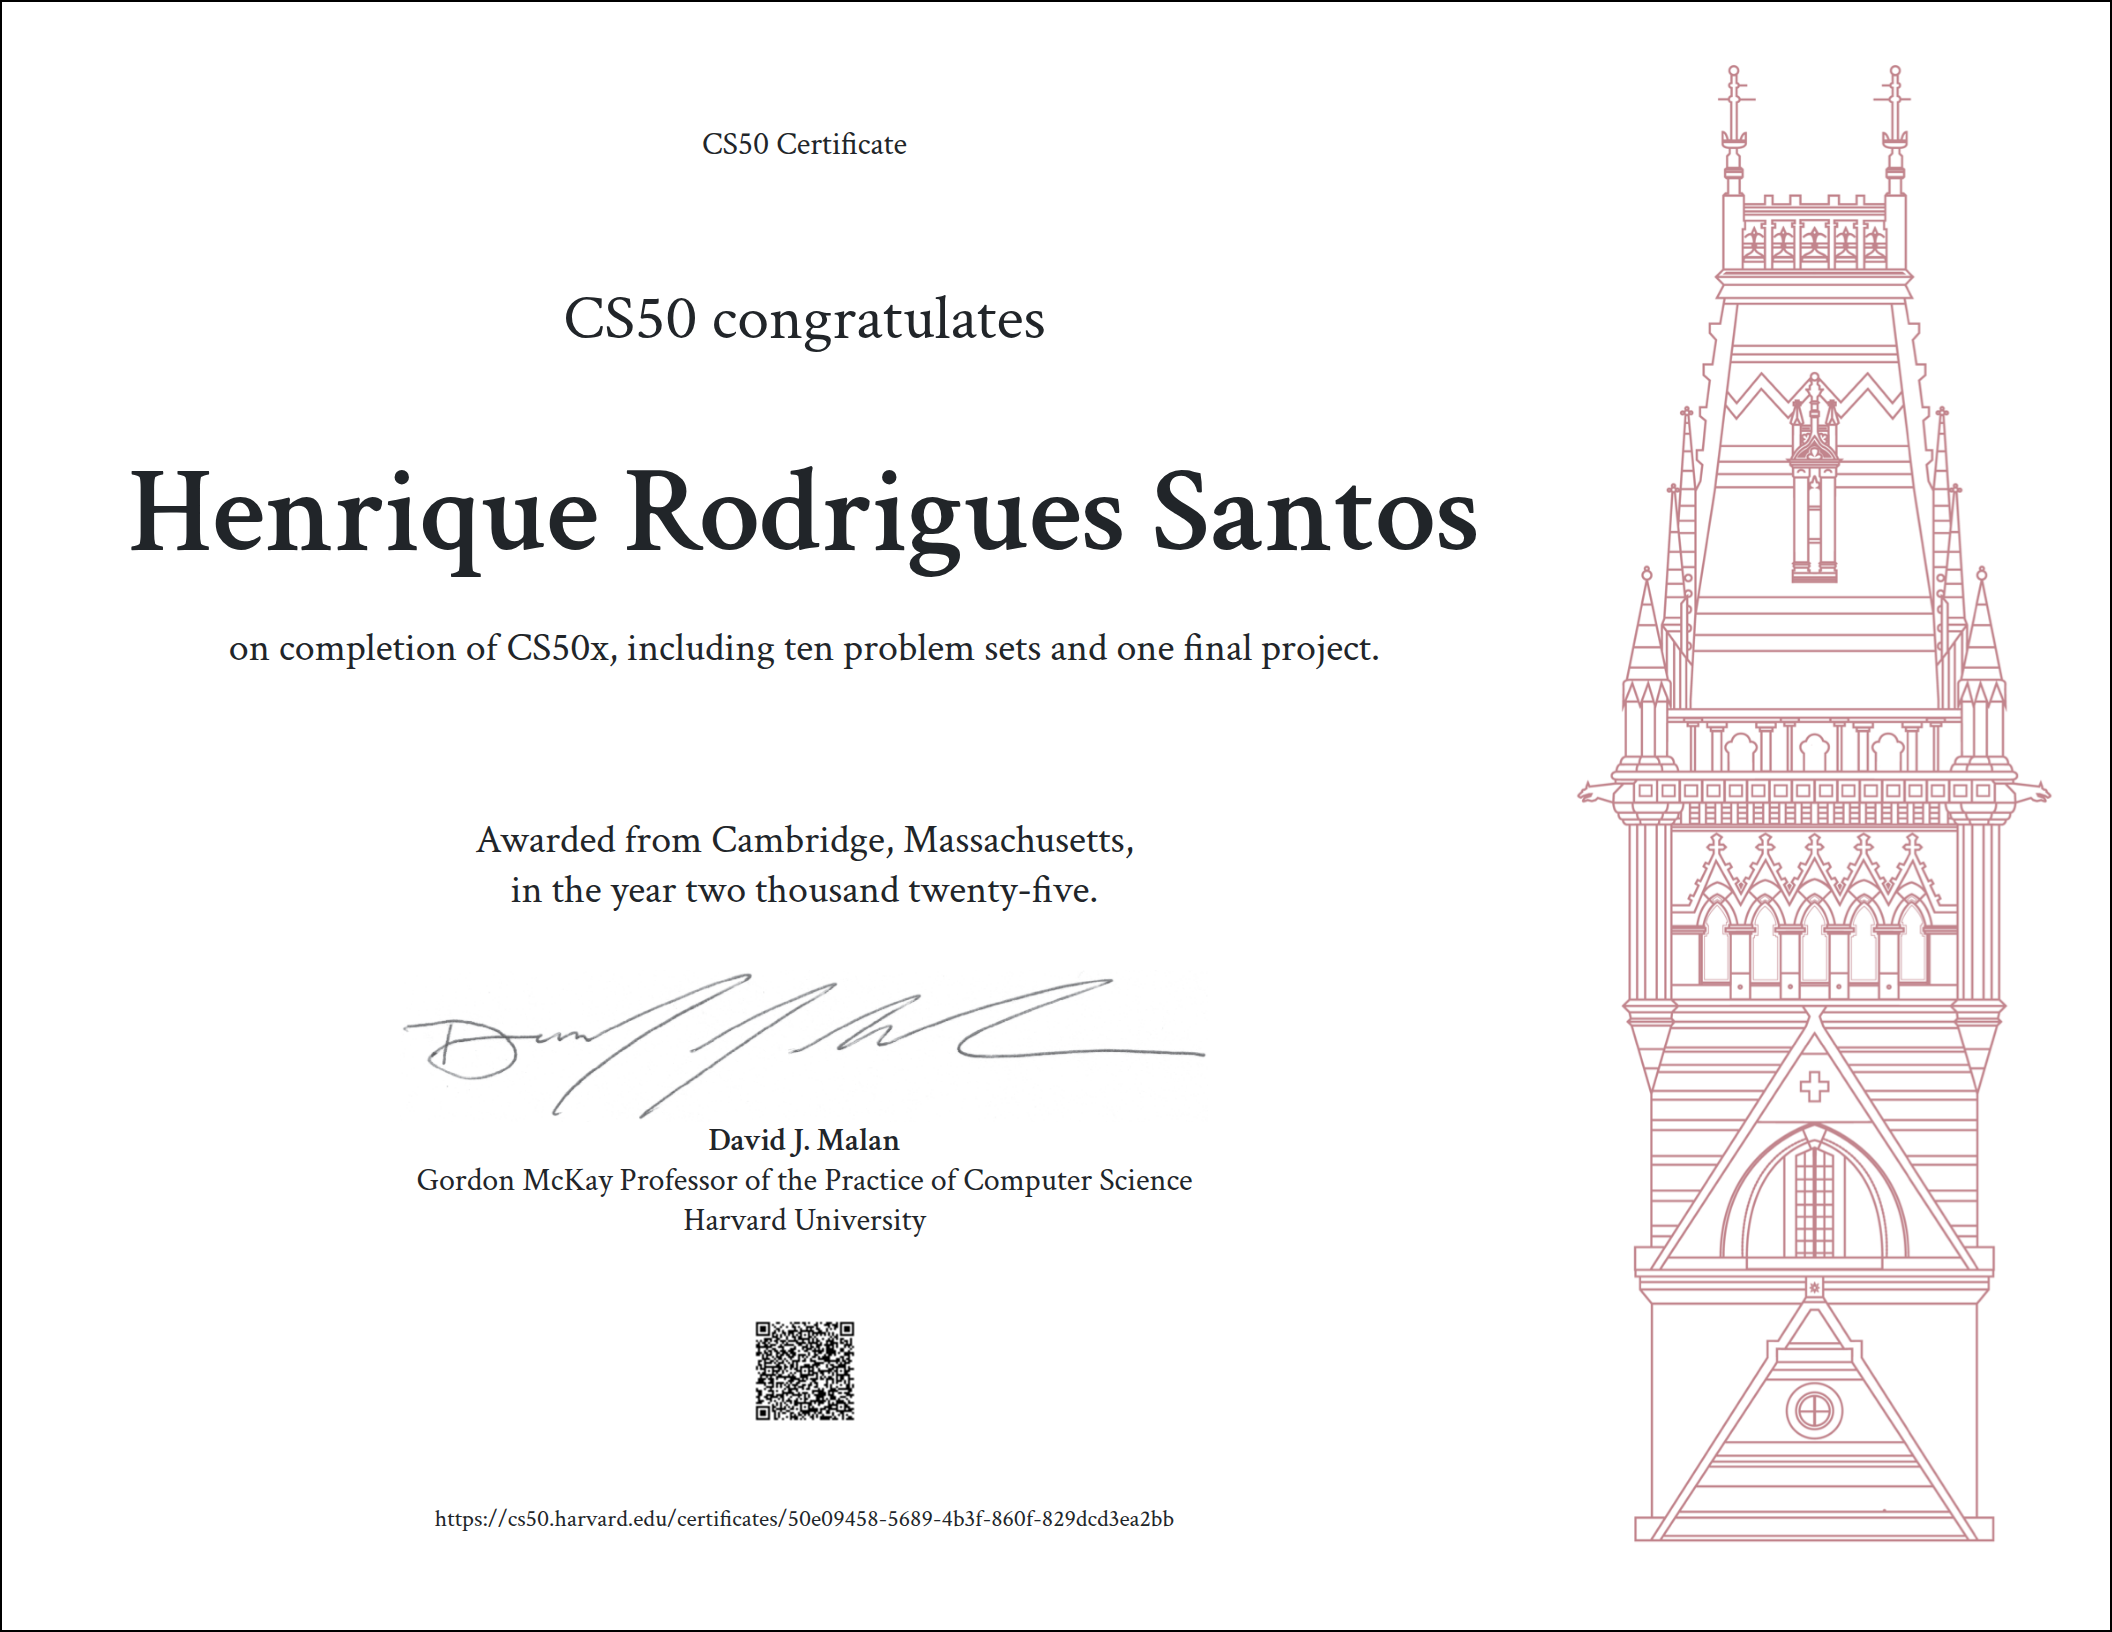 CS50 Certificate
CS50 congratulates
Henrique Rodrigues Santos
on completion of CS50x, including ten problem sets and one final project.
Awarded from Cambridge, Massachusetts,
in the year two thousand twenty-five.
David J. Malan
Gordon McKay Professor of the Practice of Computer Science
Harvard University
https://cs50.harvard.edu/certificates/50e09458-5689-4b3f-860f-829dcd3ea2bb